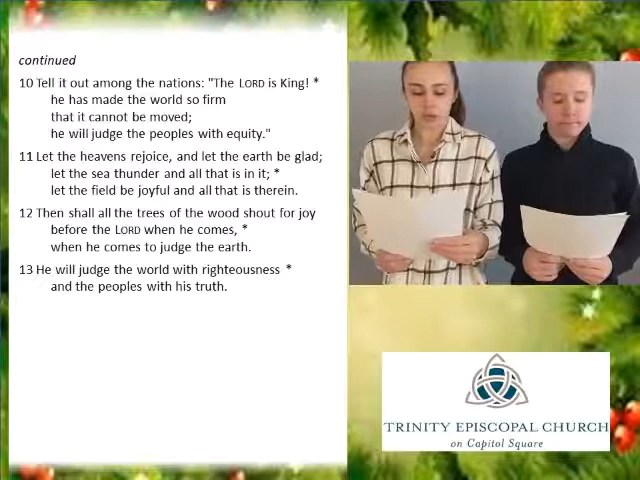 continued
10 Tell it out among the nations: "The LORD is King! *
he has made the world so firm
that it cannot be moved;
he will judge the peoples with equity."
11 Let the heavens rejoice, and let the earth be glad;
let the sea thunder and all that is in it; *
let the field be joyful and all that is therein.
12 Then shall all the trees of the wood shout for joy
before the LORD when he comes, *
when he comes to judge the earth.
13 He will judge the world with righteousness *
and the peoples with his truth.
TRINITY EPISCOPAL CHURCH
on Capitol Square